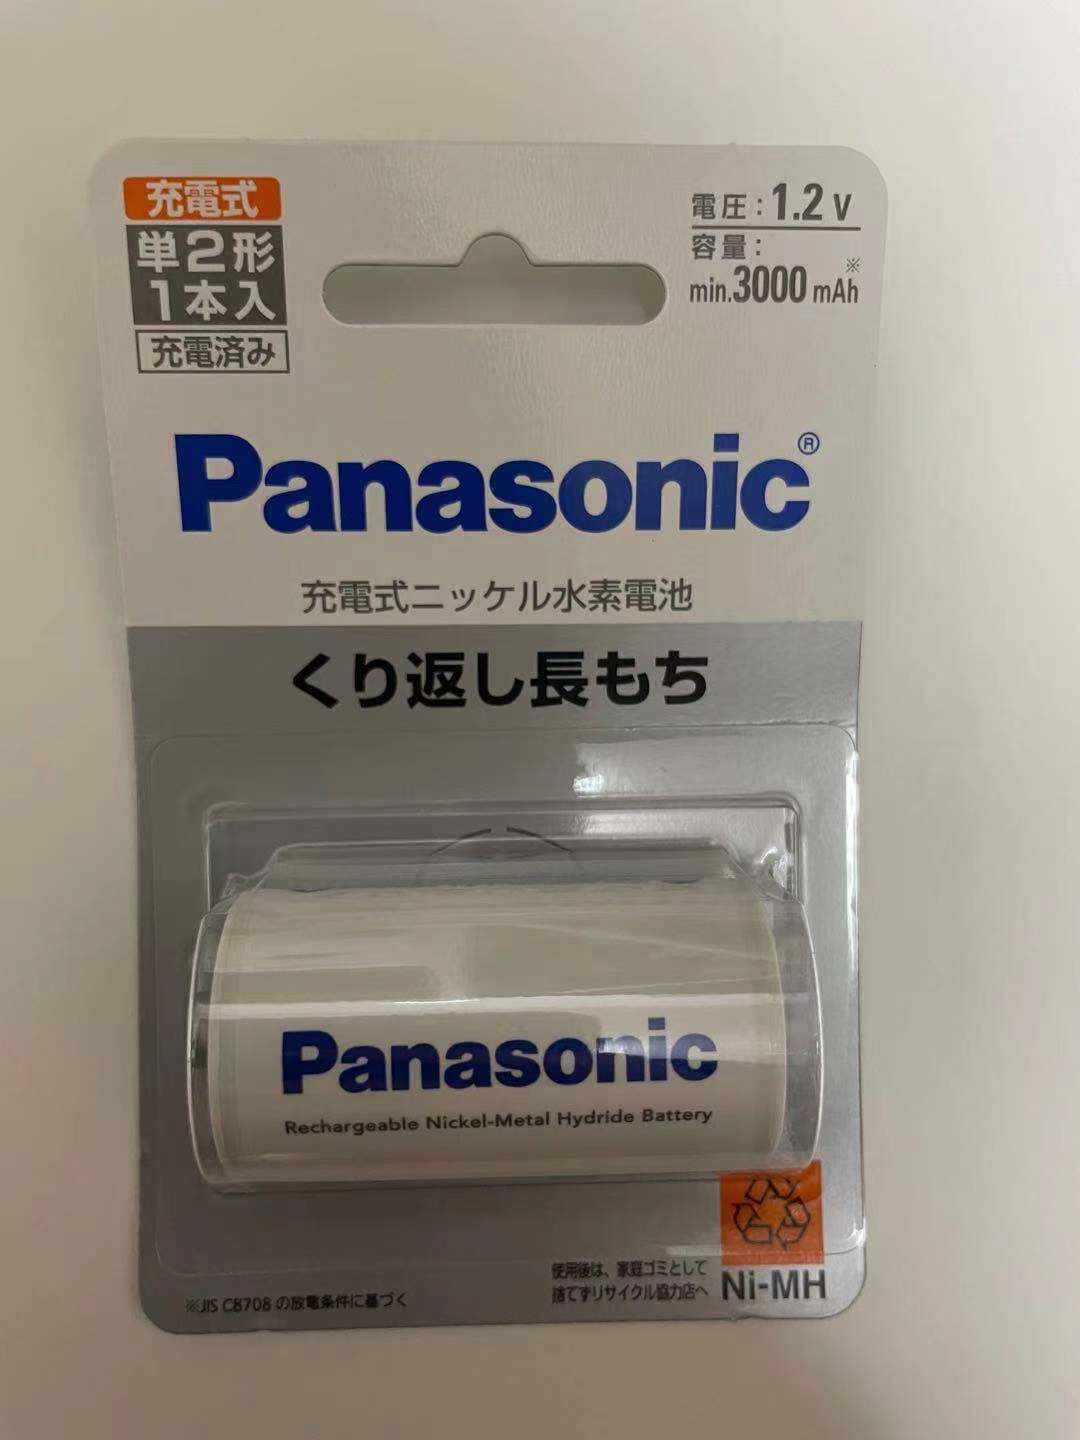 充電式
単2形
1本入
充電済み
電圧：1.2 V
容量：
min.3000 mAh※
Panasonic®
充電式ニッケル水素電池
くり返し長もち
Panasonic
Rechargeable Nickel-Metal Hydride Battery
使用後は、家庭ゴミとして
捨てずリサイクル協力店へ
Ni-MH
※JIS C8708 の放電条件に基づく